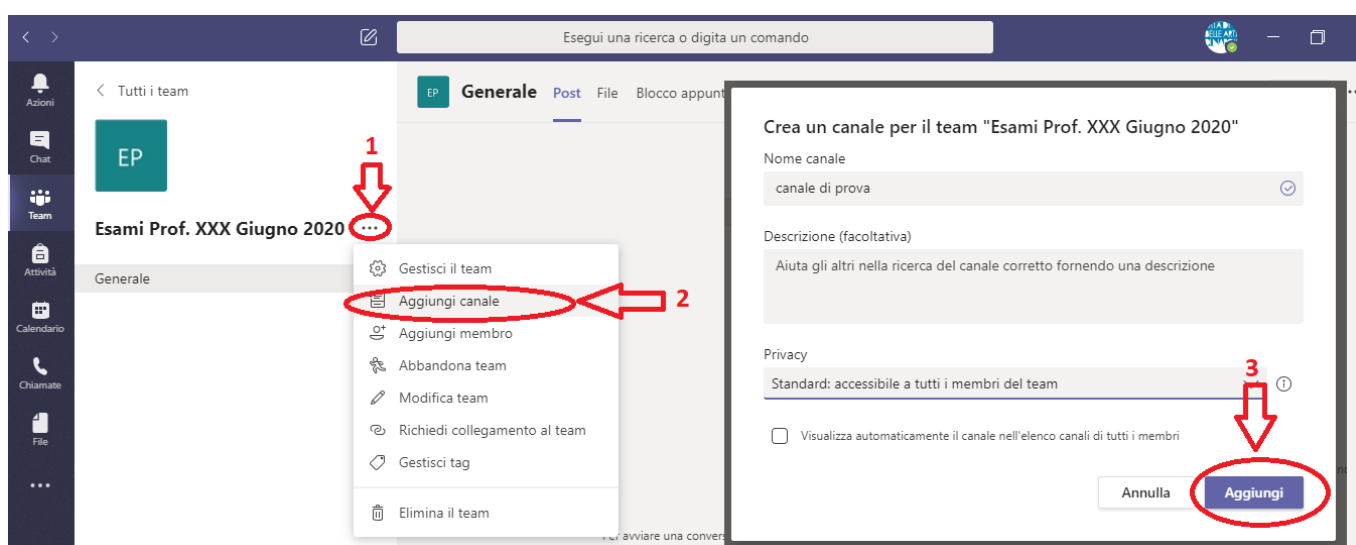 Esegui una ricerca o digita un comando
Azioni
Chat
Team
Attività
Calendario
Chiamate
File
Tutti i team
EP
1
Esami Prof. XXX Giugno 2020
Generale
Gestisci il team
Aggiungi canale
2
Aggiungi membro
Abbandona team
Modifica team
Richiedi collegamento al team
Gestisci tag
Elimina il team
EP Generale Post File Blocco appunt
avviare una convers
Crea un canale per il team "Esami Prof. XXX Giugno 2020"
Nome canale
canale di prova
Descrizione (facoltativa)
Aiuta gli altri nella ricerca del canale corretto fornendo una descrizione
Privacy
3
Standard: accessibile a tutti i membri del team
Visualizza automaticamente il canale nell'elenco canali di tutti i membri
Annulla Aggiungi